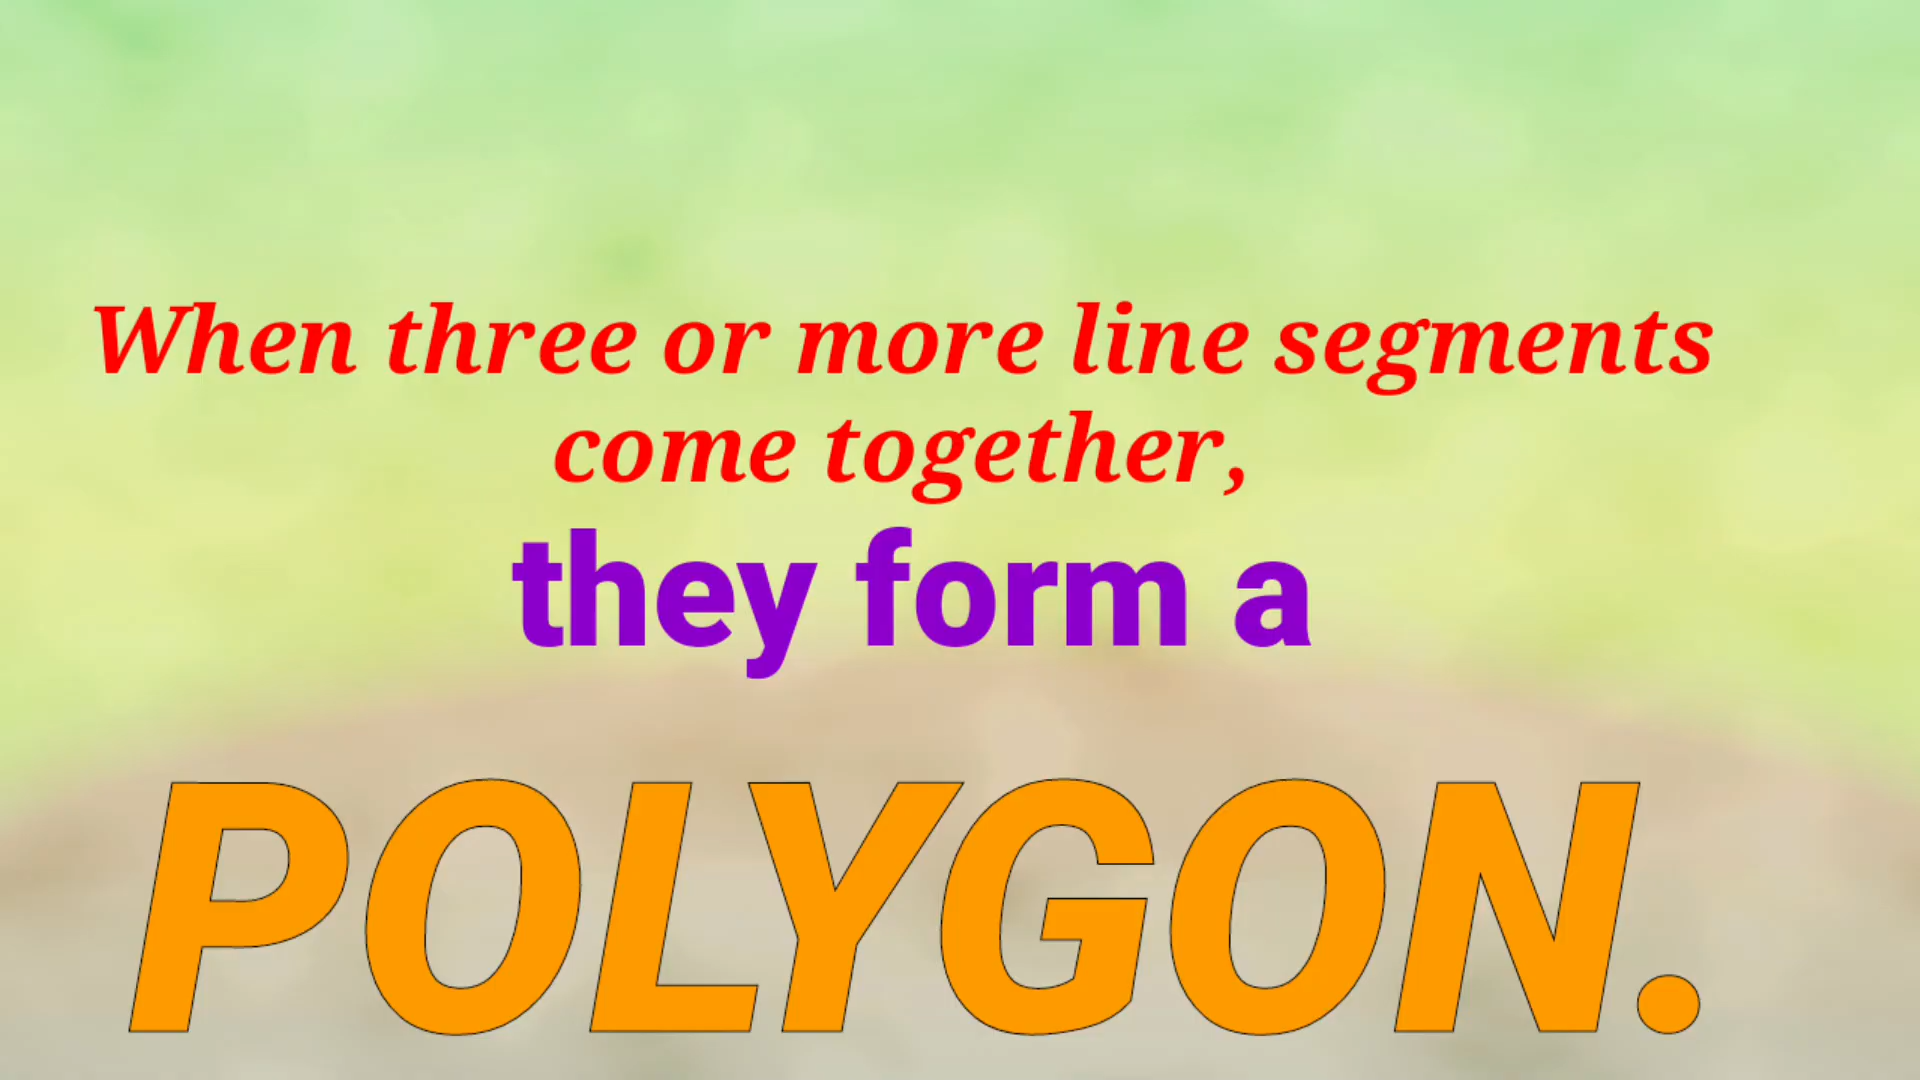 When three or more line segments
come together,
they form a
POLYGON.